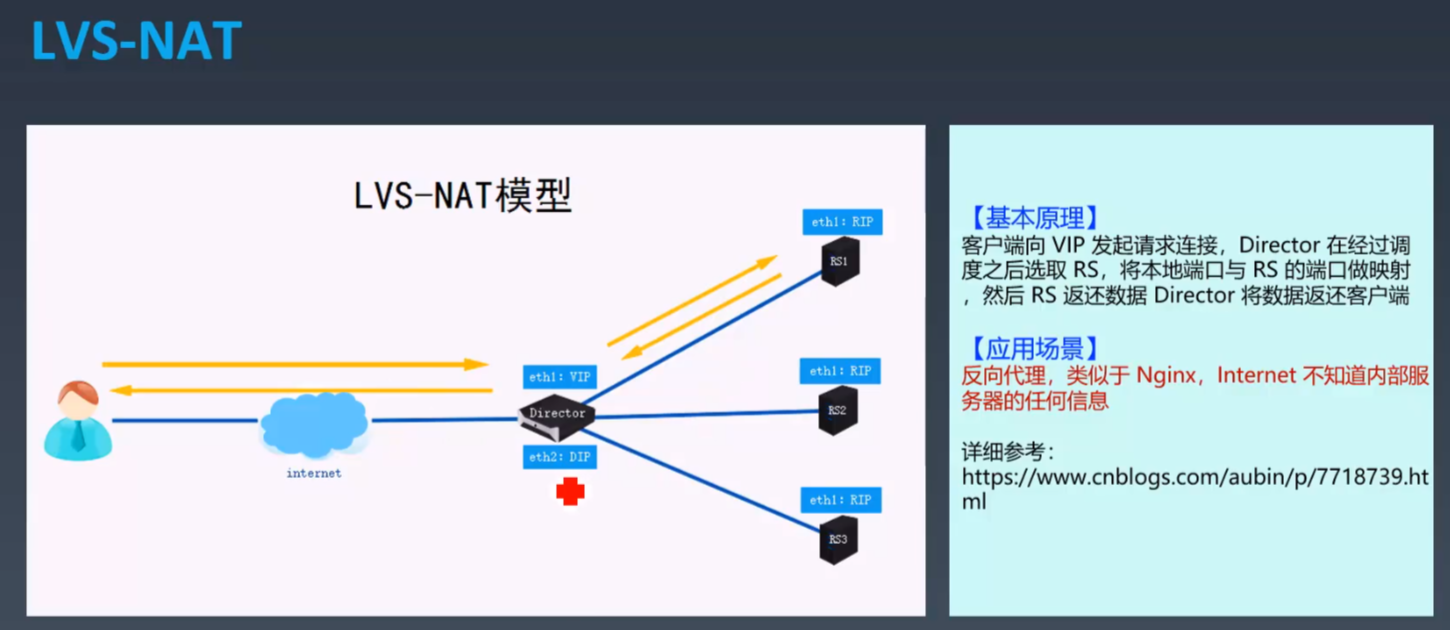 LVS-NAT
LVS-NAT模型
eth1: RIP
RS1
eth1: VIP
Director
eth2: DIP
internet
eth1: RIP
RS2
eth1: RIP
RS3
【基本原理】
客户端向 VIP 发起请求连接，Director 在经过调
度之后选取 RS，将本地端口与 RS 的端口做映射
，然后 RS 返还数据 Director 将数据返还客户端
【应用场景】
反向代理，类似于 Nginx，Internet 不知道内部服
务器的任何信息
详细参考：
https://www.cnblogs.com/aubin/p/7718739.ht
ml